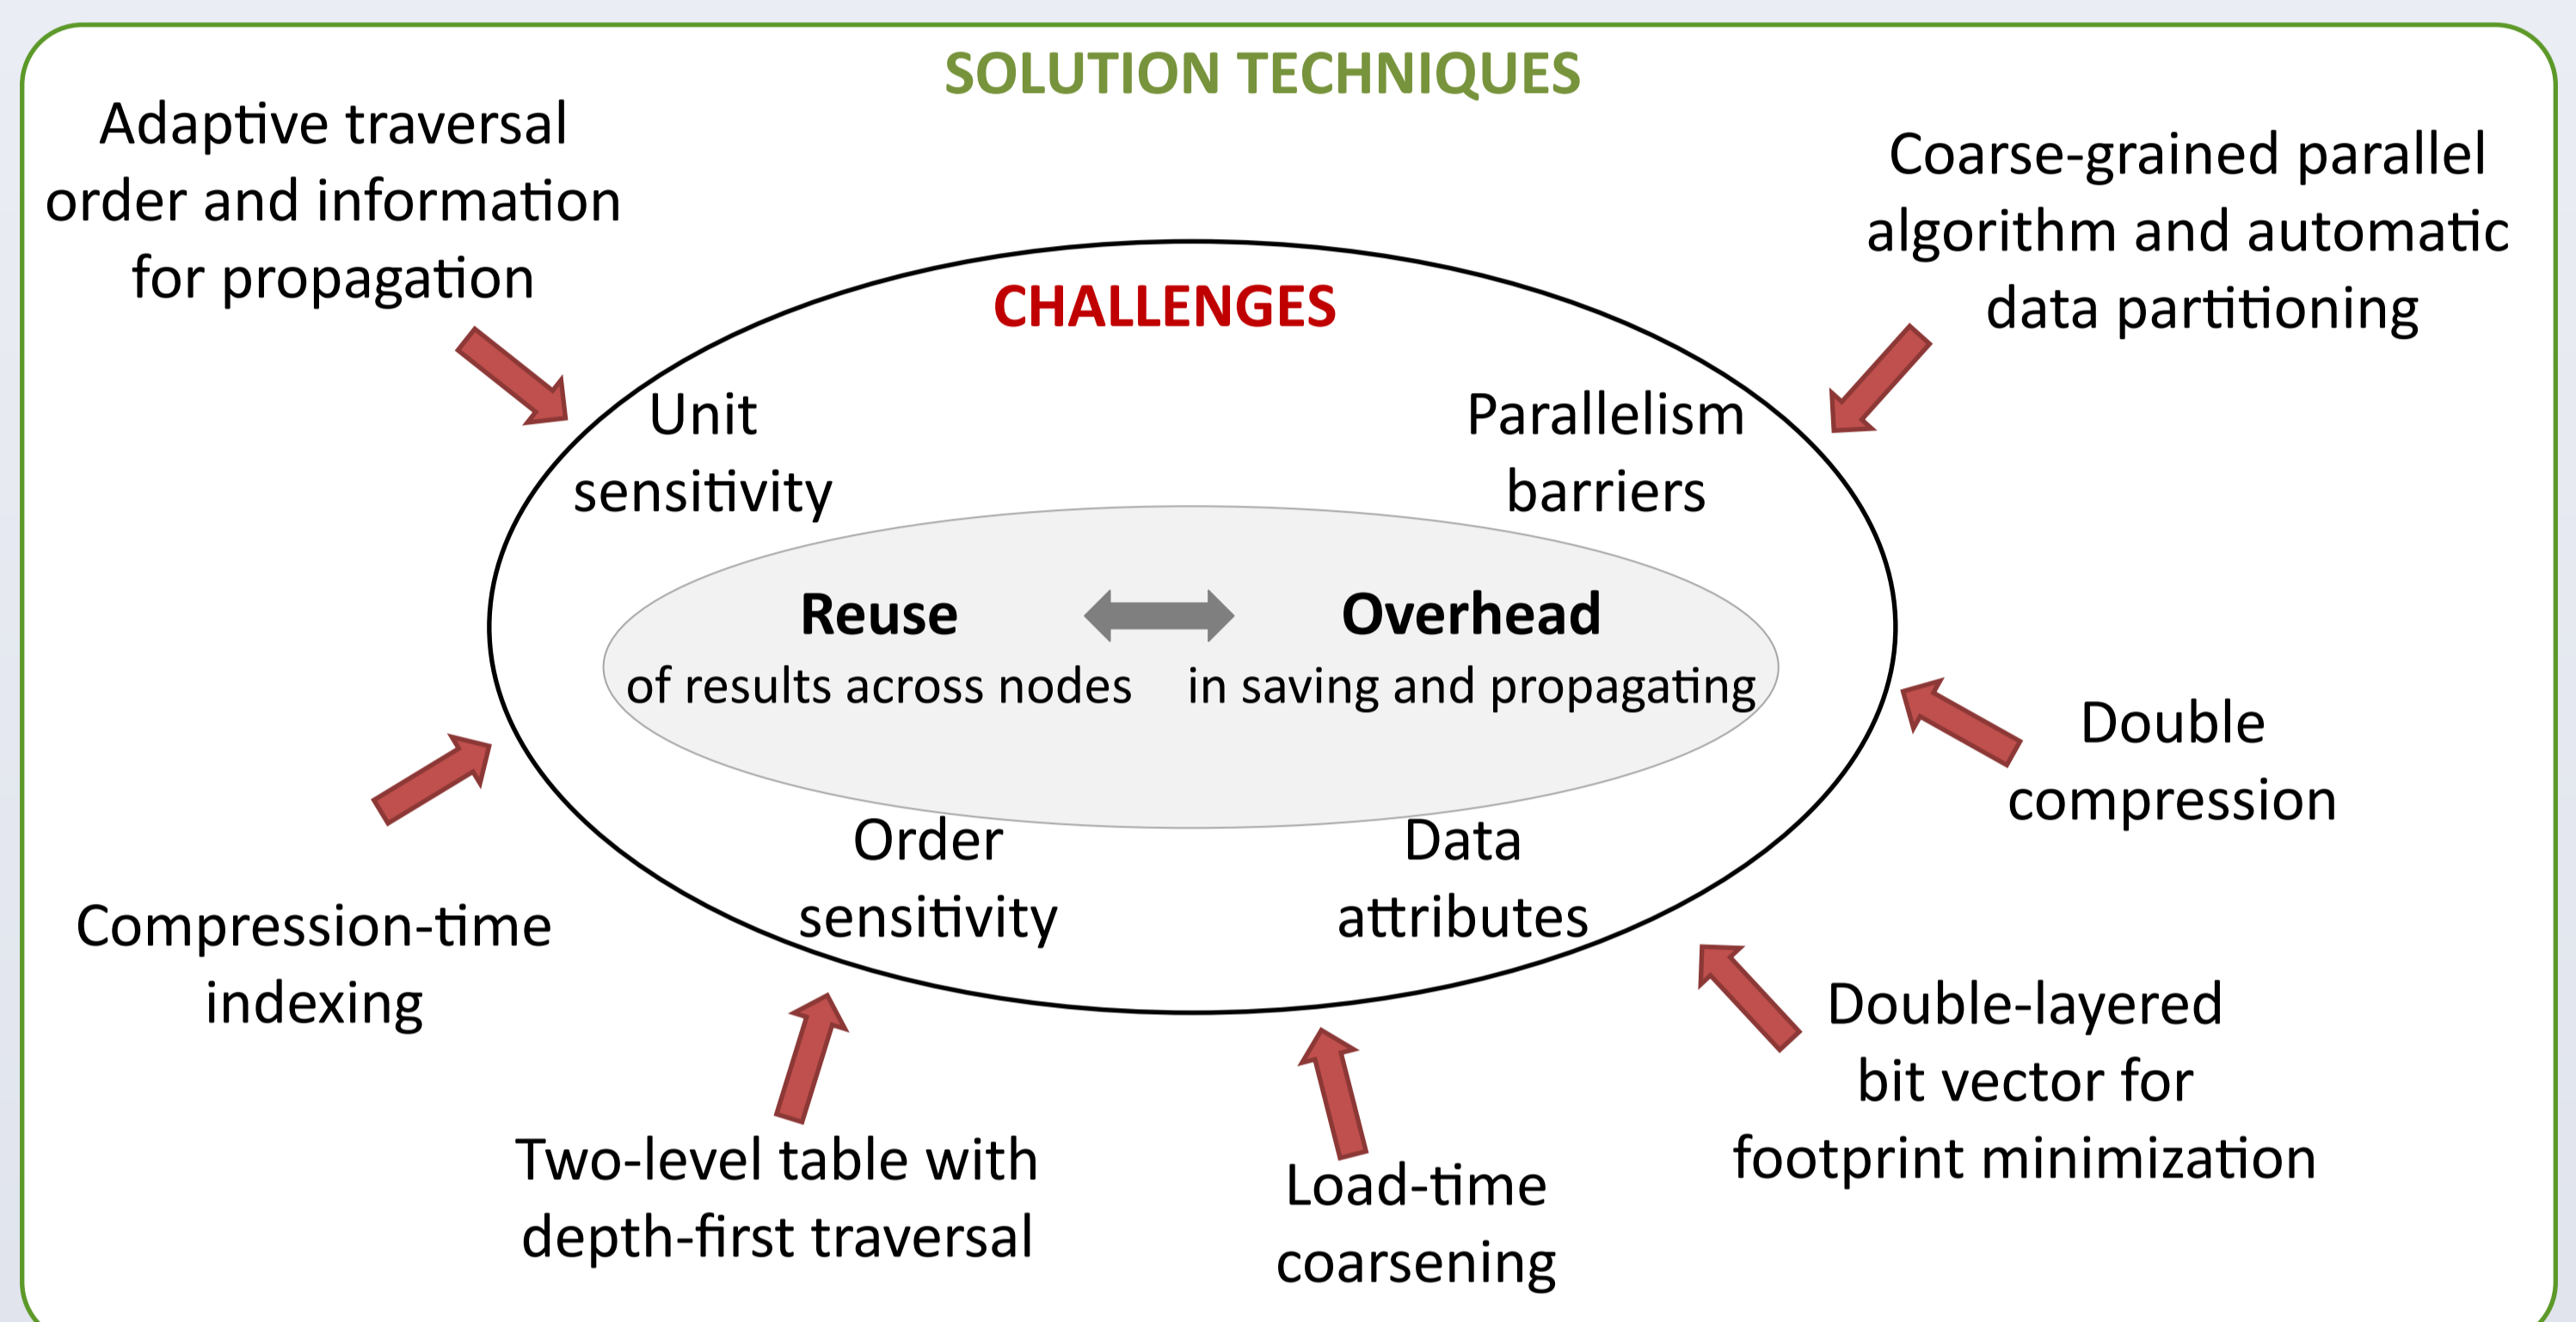 SOLUTION TECHNIQUES
Adaptive traversal
order and information
for propagation
Coarse-grained parallel
algorithm and automatic
data partitioning
CHALLENGES
Unit
sensitivity
Parallelism
barriers
Reuse
of results across nodes
Overhead
in saving and propagating
Order
sensitivity
Data
attributes
Double
compression
Compression-time
indexing
Double-layered
bit vector for
footprint minimization
Two-level table with
depth-first traversal
Load-time
coarsening